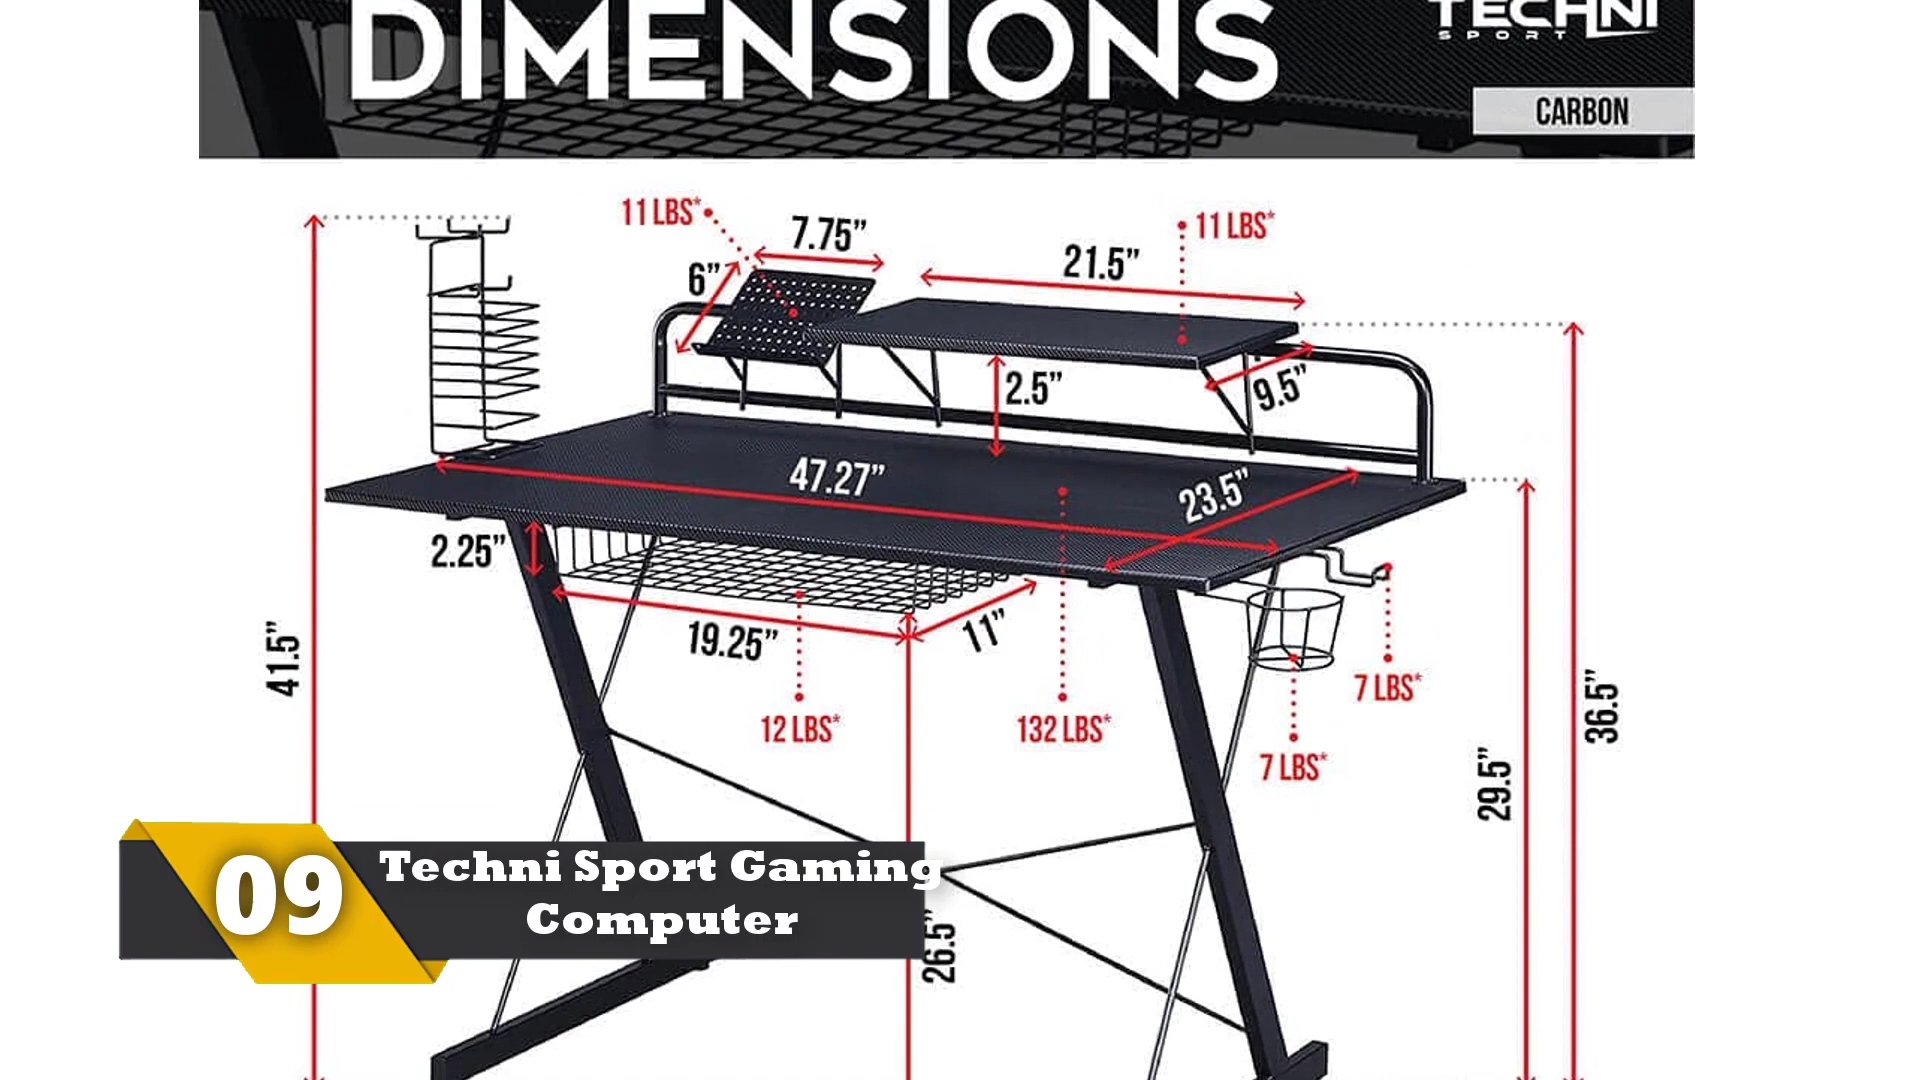 DIMENSIONS
TECHNI
SPORT
CARBON
11 LBS*
7.75”
11 LBS*
6”
21.5”
2.5”
9.5”
47.27”
23.5”
2.25”
19.25”
11”
41.5”
12 LBS*
132 LBS*
7 LBS*
7 LBS*
36.5”
29.5”
09
Techni Sport Gaming
Computer
26.5”